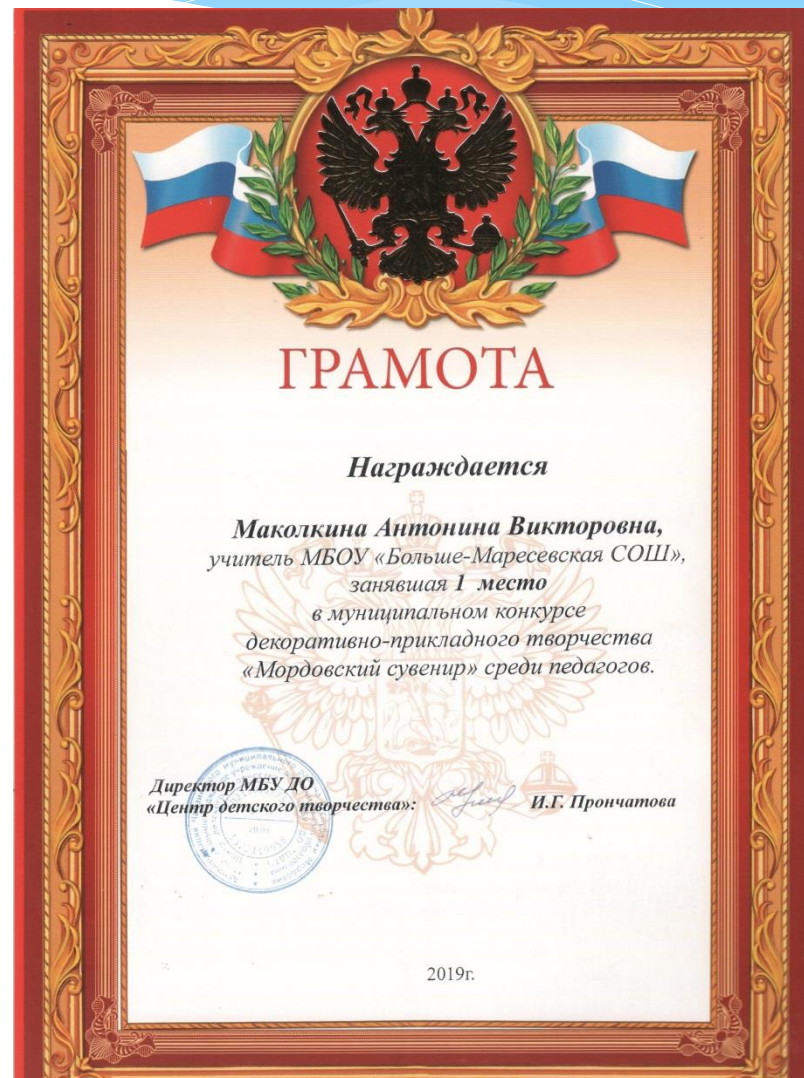 ГРАМОТА
Награждается
Маколкина Антонина Викторовна,
учитель МБОУ «Больше-Маресевская СОШ»,
занявшая 1 место
в муниципальном конкурсе
декоративно-прикладного творчества
«Мордовский сувенир» среди педагогов.
Директор МБУ ДО
«Центр детского творчества»:
И.Г. Прончатова
2019г.